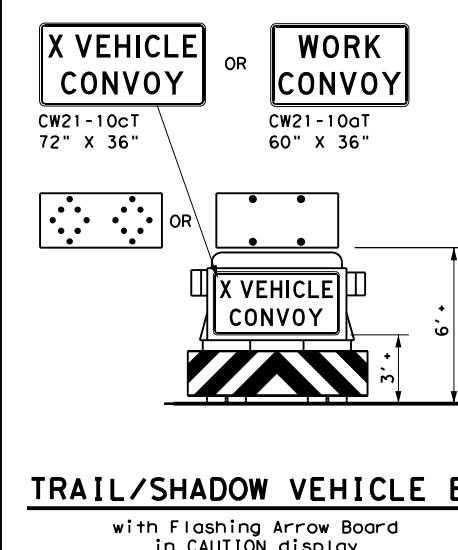 X VEHICLE
CONVOY
OR
WORK
CONVOY
CW21-10cT
72" X 36"
CW21-10aT
60" X 36"
OR
X VEHICLE
CONVOY
6' +
3' +
TRAIL/SHADOW VEHICLE B
with Flashing Arrow Board
in CAUTION display